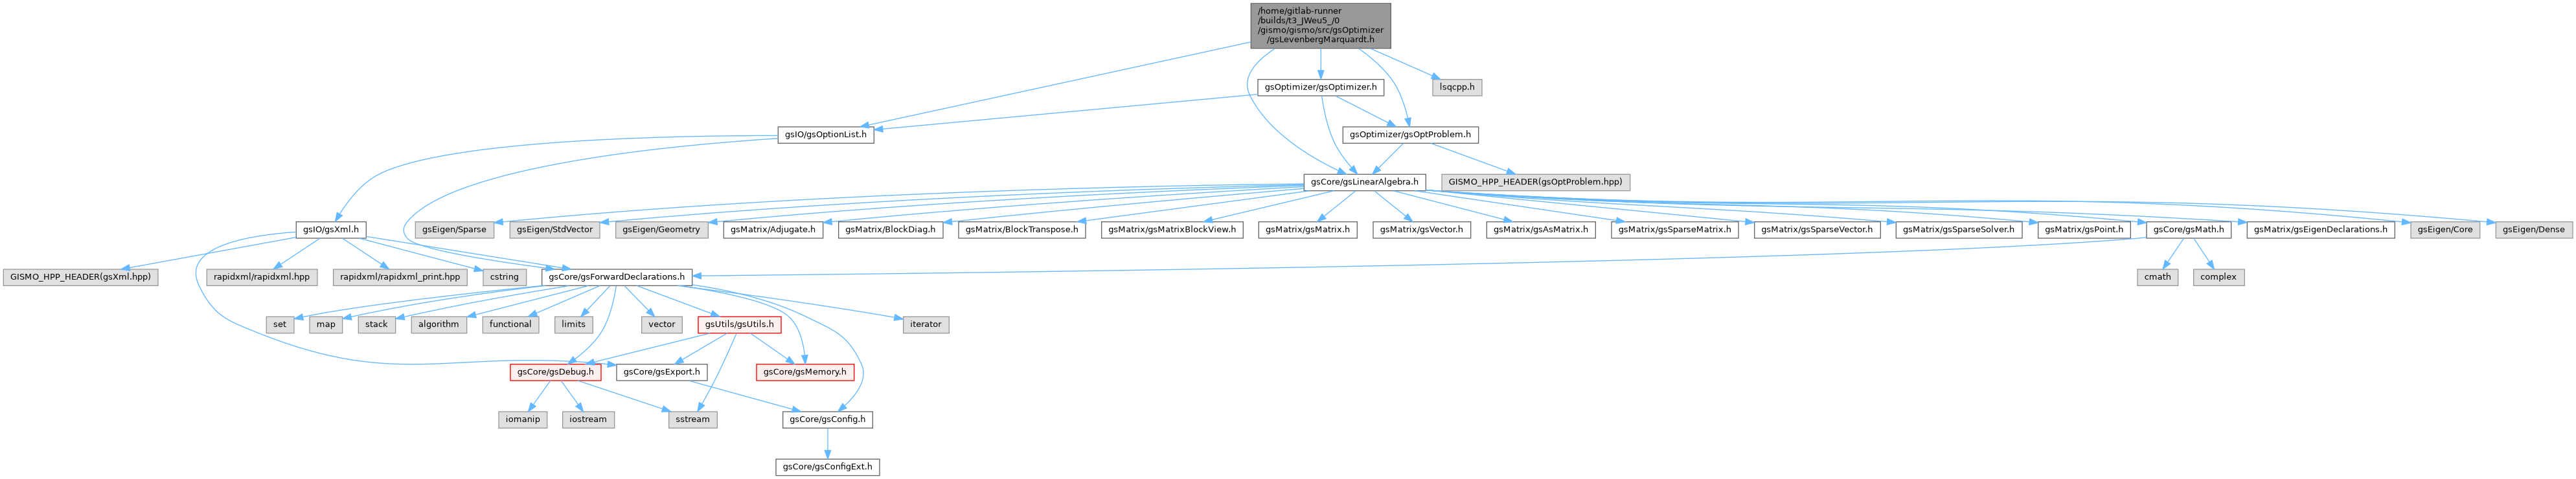 /home/gitlab-runner
/builds/t3_JWeu5_/0
/gismo/gismo/src/gsOptimizer
/gsLevenbergMarquardt.h
gsOptimizer/gsOptimizer.h
lsqcpp.h
gsIO/gsOptionList.h
gsOptimizer/gsOptProblem.h
gsCore/gsLinearAlgebra.h
GISMO_HPP_HEADER(gsOptProblem.hpp)
gsIO/gsXml.h
gsEigen/Sparse
gsEigen/StdVector
gsEigen/Geometry
gsMatrix/Adjugate.h
gsMatrix/BlockDiag.h
gsMatrix/BlockTranspose.h
gsMatrix/gsMatrixBlockView.h
gsMatrix/gsMatrix.h
gsMatrix/gsVector.h
gsMatrix/gsAsMatrix.h
gsMatrix/gsSparseMatrix.h
gsMatrix/gsSparseVector.h
gsMatrix/gsSparseSolver.h
gsMatrix/gsPoint.h
gsCore/gsMath.h
gsMatrix/gsEigenDeclarations.h
gsEigen/Core
gsEigen/Dense
GISMO_HPP_HEADER(gsXml.hpp)
rapidxml/rapidxml.hpp
rapidxml/rapidxml_print.hpp
cstring
gsCore/gsForwardDeclarations.h
cmath
complex
set
map
stack
algorithm
functional
limits
vector
gsUtils/gsUtils.h
iterator
gsCore/gsDebug.h
gsCore/gsExport.h
gsCore/gsMemory.h
iomanip
iostream
sstream
gsCore/gsConfig.h
gsCore/gsConfigExt.h